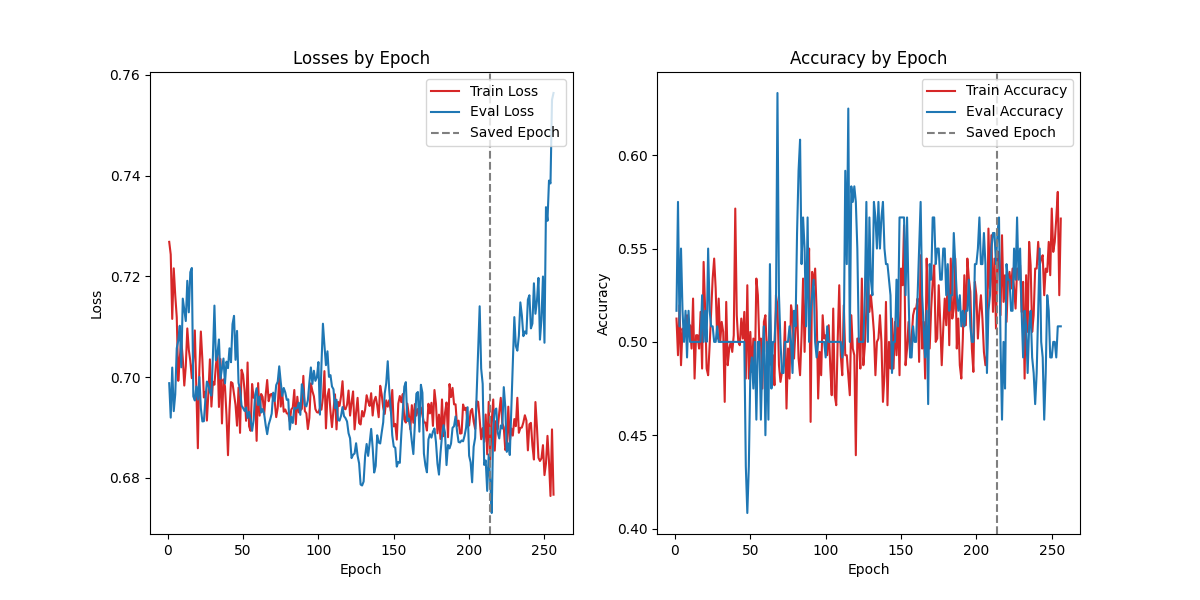 Losses by Epoch
Train Loss
Eval Loss
Saved Epoch
0.76
0.74
0.72
0.70
0.68
Loss
0
50
100
150
200
250
Epoch
Accuracy by Epoch
Train Accuracy
Eval Accuracy
Saved Epoch
0.60
0.55
0.50
0.45
0.40
Accuracy
0
50
100
150
200
250
Epoch